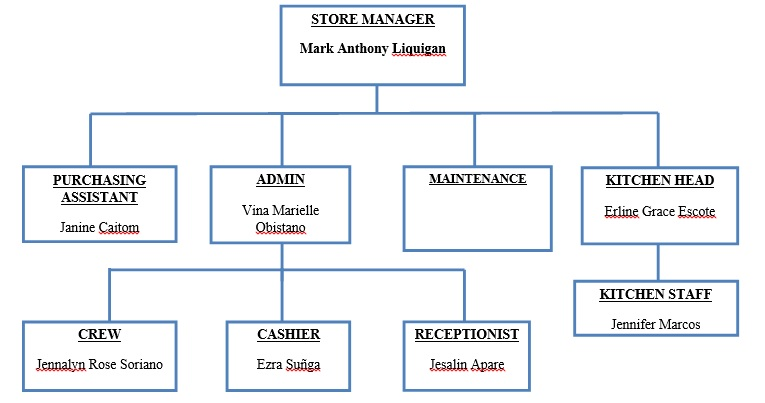 STORE MANAGER
Mark Anthony Liquigan
PURCHASING
ASSISTANT
Janine Caitom
ADMIN
Vina Marielle
Obistano
MAINTENANCE
KITCHEN HEAD
Erline Grace Escote
KITCHEN STAFF
Jennifer Marcos
CREW
Jennalyn Rose Soriano
CASHIER
Ezra Suñga
RECEPTIONIST
Jesalin Apare